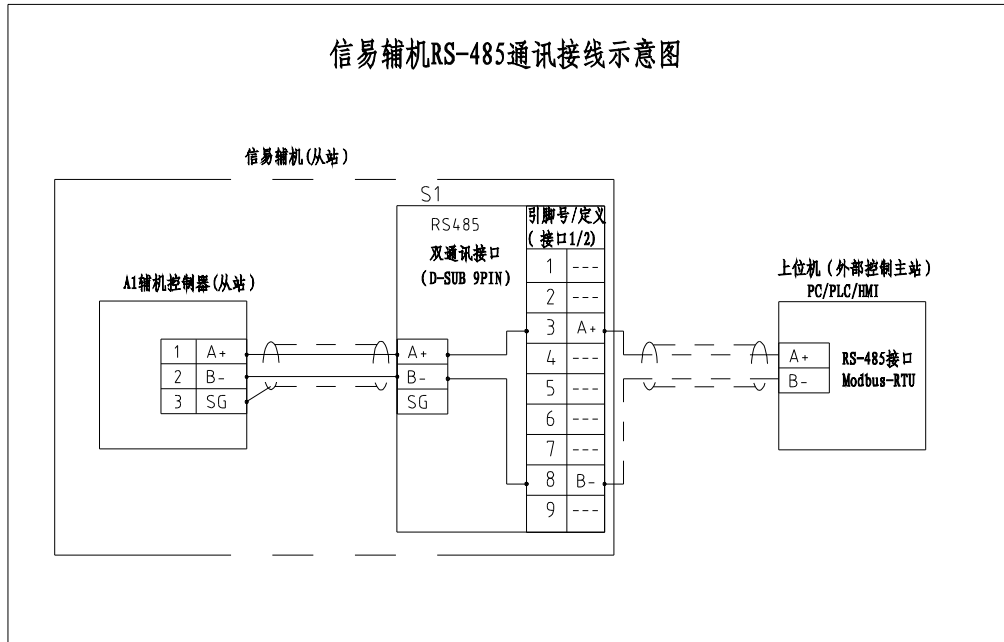 信易辅机RS-485通讯接线示意图
信易辅机(从站)
S1
RS485
双通讯接口
(D-SUB 9PIN)
引脚号/定义
( 接口1/2)
1 ---
2 ---
3 A+
4 ---
5 ---
6 ---
7 ---
8 B-
9 ---
A1辅机控制器(从站)
1 A+
2 B-
3 SG
A+
B-
SG
上位机（外部控制主站）
PC/PLC/HMI
A+
B-
RS-485接口
Modbus-RTU